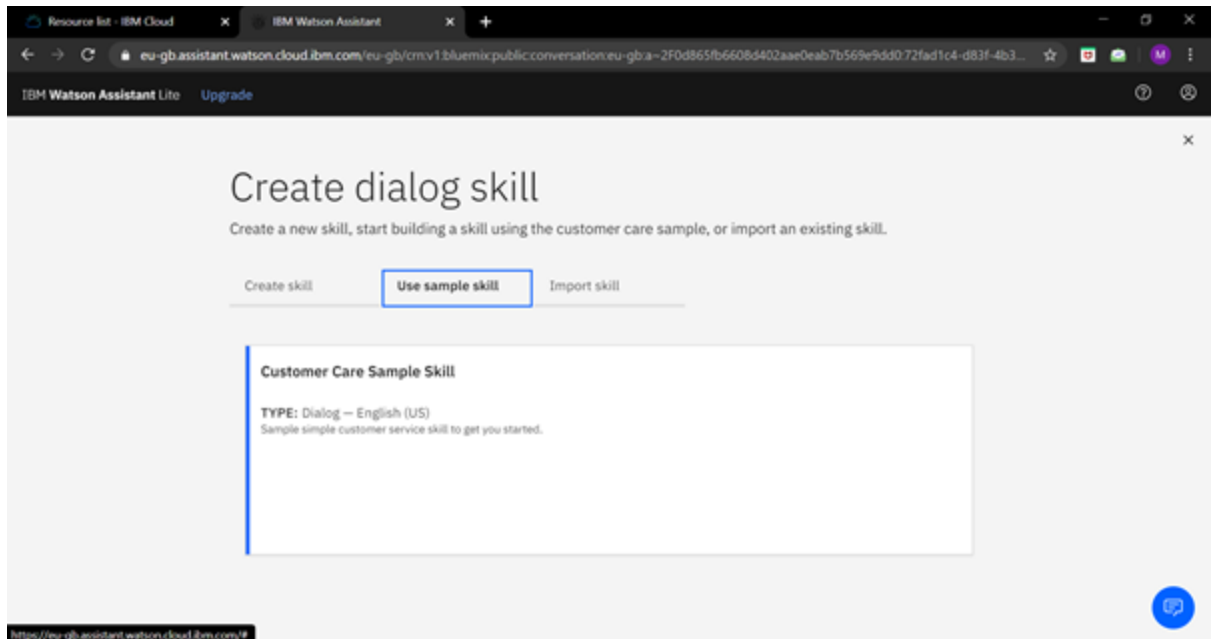 Resource list - IBM Cloud
IBM Watson Assistant
eu-gb.assistant.watson.cloud.ibm.com/eu-gb/crn:v1:bluemix:public:conversation:eu-gb:a~2F0d865fb6608d402aae0eab7b569e9dd0:72fad1c4-d83f-4b3...
M
IBM Watson Assistant Lite Upgrade
Create dialog skill
Create a new skill, start building a skill using the customer care sample, or import an existing skill.
Create skill Use sample skill Import skill
Customer Care Sample Skill
TYPE: Dialog — English (US)
Sample simple customer service skill to get you started.
https://eu-gb.assistant.watson.cloud.ibm.com/#